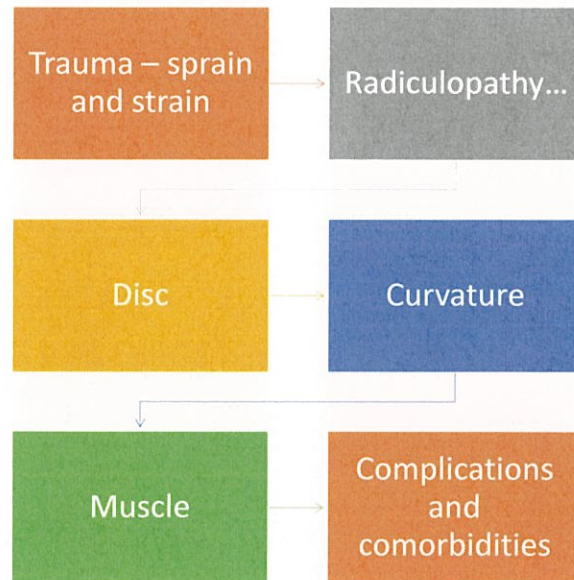 Trauma – sprain
and strain
Radiculopathy…
Disc
Curvature
Muscle
Complications
and
comorbidities